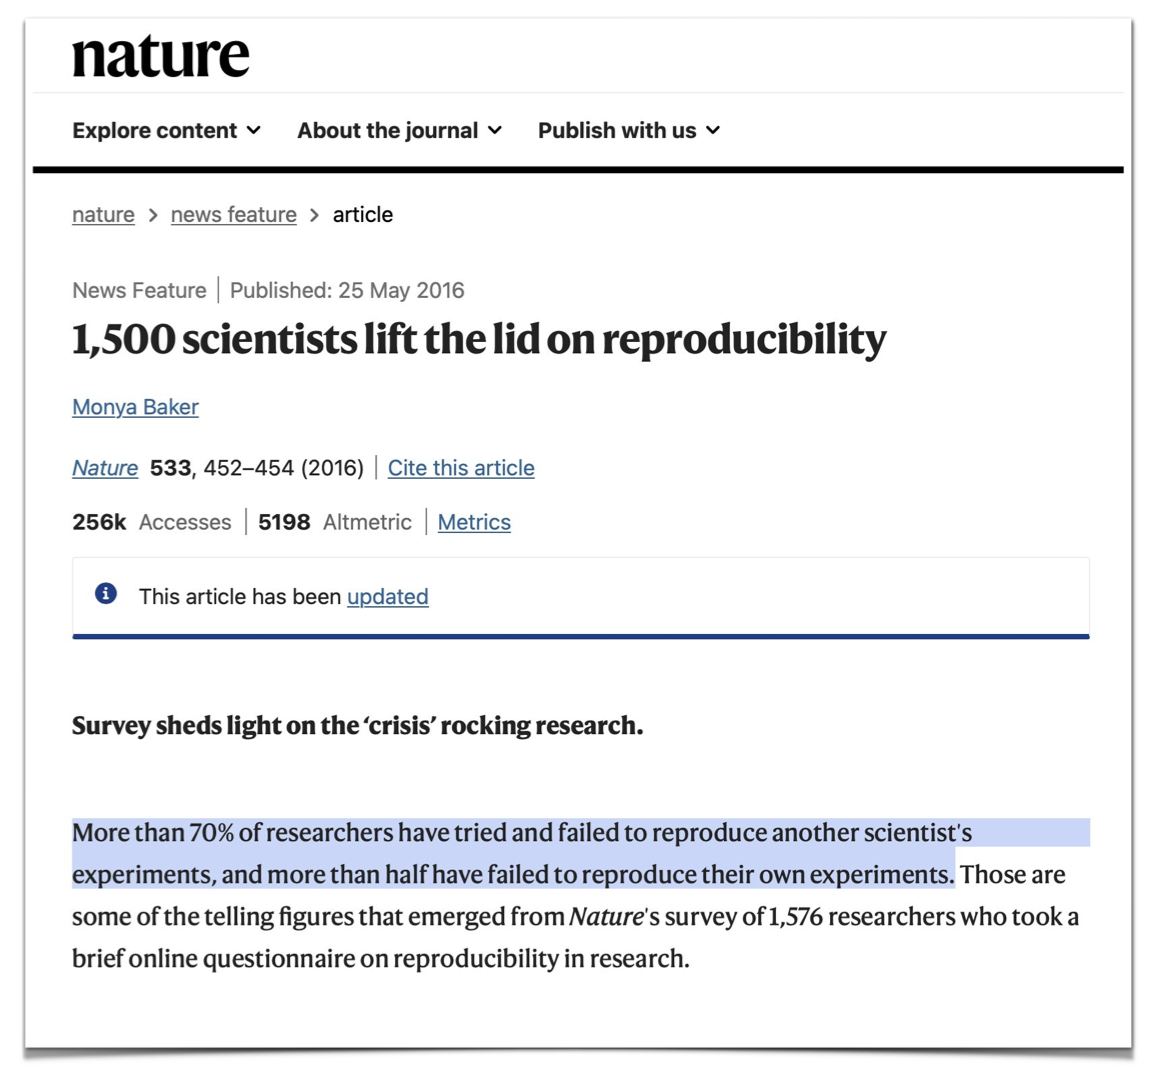 nature
Explore content About the journal Publish with us
nature > news feature > article
News Feature | Published: 25 May 2016
1,500 scientists lift the lid on reproducibility
Monya Baker
Nature 533, 452–454 (2016) | Cite this article
256k Accesses | 5198 Altmetric | Metrics
This article has been updated
Survey sheds light on the ‘crisis’ rocking research.
More than 70% of researchers have tried and failed to reproduce another scientist's
experiments, and more than half have failed to reproduce their own experiments. Those are
some of the telling figures that emerged from Nature's survey of 1,576 researchers who took a
brief online questionnaire on reproducibility in research.